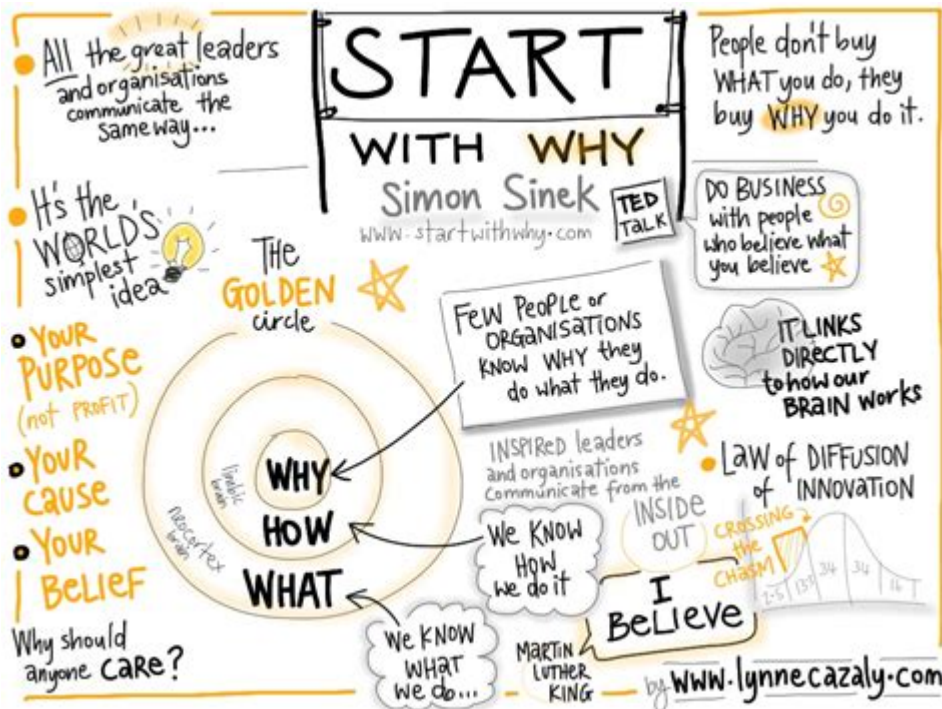 START
WITH WHY
Simon Sinek
www.startwithwhy.com
TED
TALK
All the great leaders
and organisations
communicate the
same way...
It's the
WORLD'S
simplest
idea
• YOUR
PURPOSE
(not PROFIT)
• YOUR
CAUSE
• YOUR
BELIEF
Why should
anyone CARE?
THE
GOLDEN
circle
WHY
limbic
brain
HOW
neocortex
brain
WHAT
FEW PEOPLE or
ORGANISATIONS
KNOW WHY they
do what they do.
INSPIRED leaders
and organisations
communicate from the
INSIDE
OUT
We KNOW
HOW
we do it
We KNOW
WHAT
we do...
I
BeLIeve
MARTIN
LUTHER
KING
People don't buy
WHAT you do, they
buy WHY you do it.
DO BUSINESS
with people
who believe what
you believe
IT LINKS
DIRECTLY
to how our
BRAIN works
• LAW of DIFFUSION
of INNOVATION
CROSSING
the
CHASM
2.5 13.5 34 34 16
by www.lynnecazaly.com